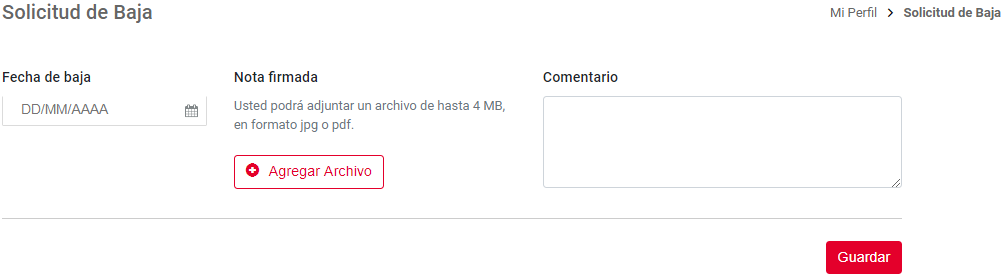 Solicitud de Baja
Mi Perfil
Solicitud de Baja
Fecha de baja
DD/MM/AAAA
Nota firmada
Usted podrá adjuntar un archivo de hasta 4 MB,
en formato jpg o pdf.
Agregar Archivo
Comentario
Guardar